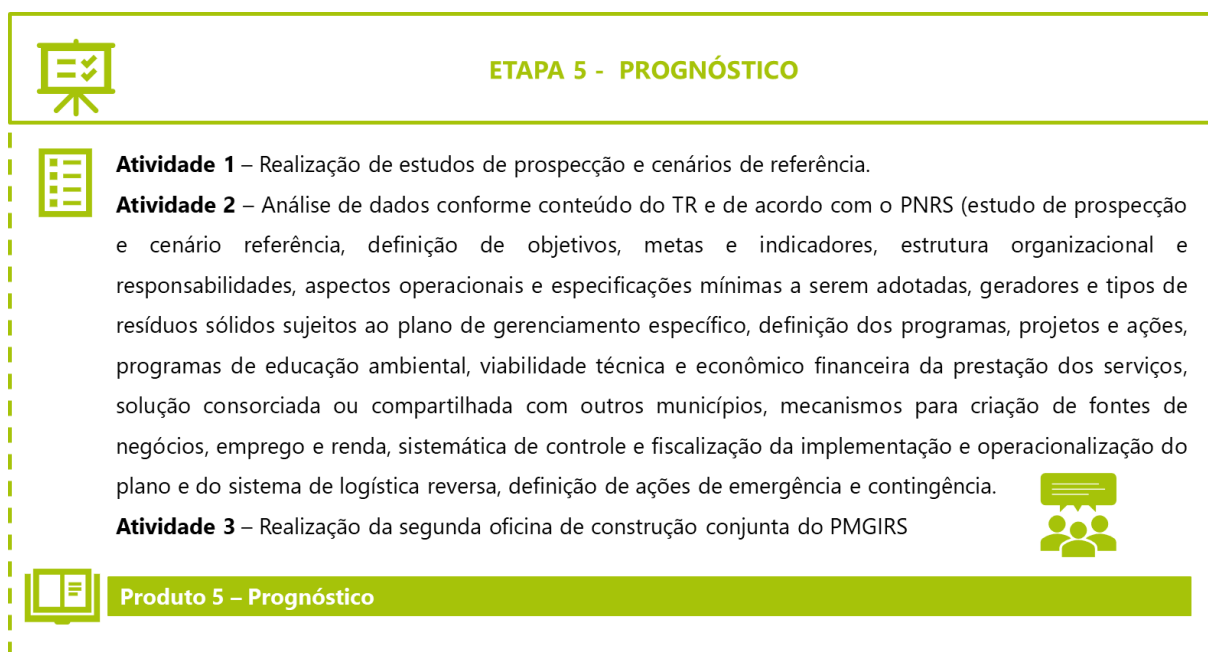 ETAPA 5 - PROGNÓSTICO
Atividade 1 – Realização de estudos de prospecção e cenários de referência.
Atividade 2 – Análise de dados conforme conteúdo do TR e de acordo com o PNRS (estudo de prospecção
e cenário referência, definição de objetivos, metas e indicadores, estrutura organizacional e
responsabilidades, aspectos operacionais e especificações mínimas a serem adotadas, geradores e tipos de
resíduos sólidos sujeitos ao plano de gerenciamento específico, definição dos programas, projetos e ações,
programas de educação ambiental, viabilidade técnica e econômico financeira da prestação dos serviços,
solução consorciada ou compartilhada com outros municípios, mecanismos para criação de fontes de
negócios, emprego e renda, sistemática de controle e fiscalização da implementação e operacionalização do
plano e do sistema de logística reversa, definição de ações de emergência e contingência.
Atividade 3 – Realização da segunda oficina de construção conjunta do PMGIRS
Produto 5 – Prognóstico